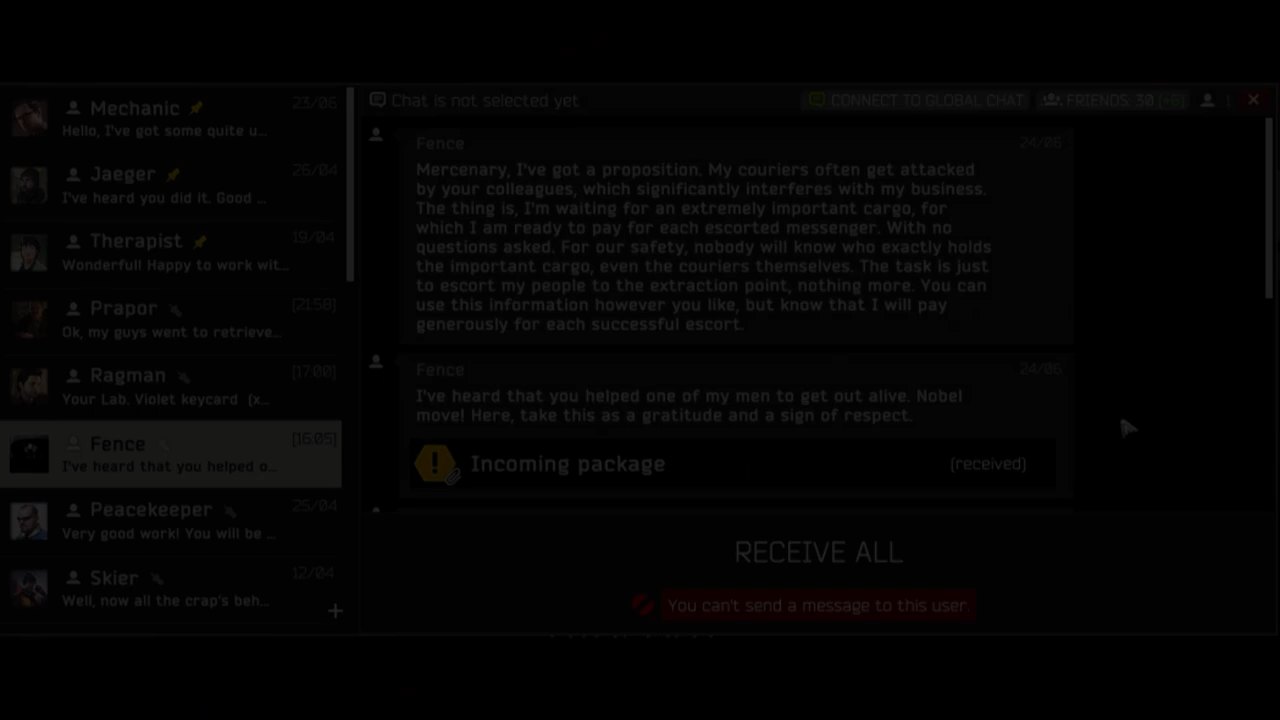 Mechanic
23/06
Hello, I've got some quite u...
Jaeger
26/04
I've heard you did it. Good ...
Therapist
19/04
Wonderful! Happy to work wit...
Prapor
[21:58]
Ok, my guys went to retrieve...
Ragman
[17:00]
Your Lab. Violet keycard (x...
Fence
[16:05]
I've heard that you helped o...
Peacekeeper
25/04
Very good work! You will be ...
Skier
12/04
Well, now all the crap's beh...
+
Chat is not selected yet
CONNECT TO GLOBAL CHAT
FRIENDS: 30 (+6)
1
Fence
24/06
Mercenary, I've got a proposition. My couriers often get attacked
by your colleagues, which significantly interferes with my business.
The thing is, I'm waiting for an extremely important cargo, for
which I am ready to pay for each escorted messenger. With no
questions asked. For our safety, nobody will know who exactly holds
the important cargo, even the couriers themselves. The task is just
to escort my people to the extraction point, nothing more. You can
use this information however you like, but know that I will pay
generously for each successful escort.
Fence
24/06
I've heard that you helped one of my men to get out alive. Nobel
move! Here, take this as a gratitude and a sign of respect.
Incoming package
(received)
RECEIVE ALL
You can't send a message to this user.